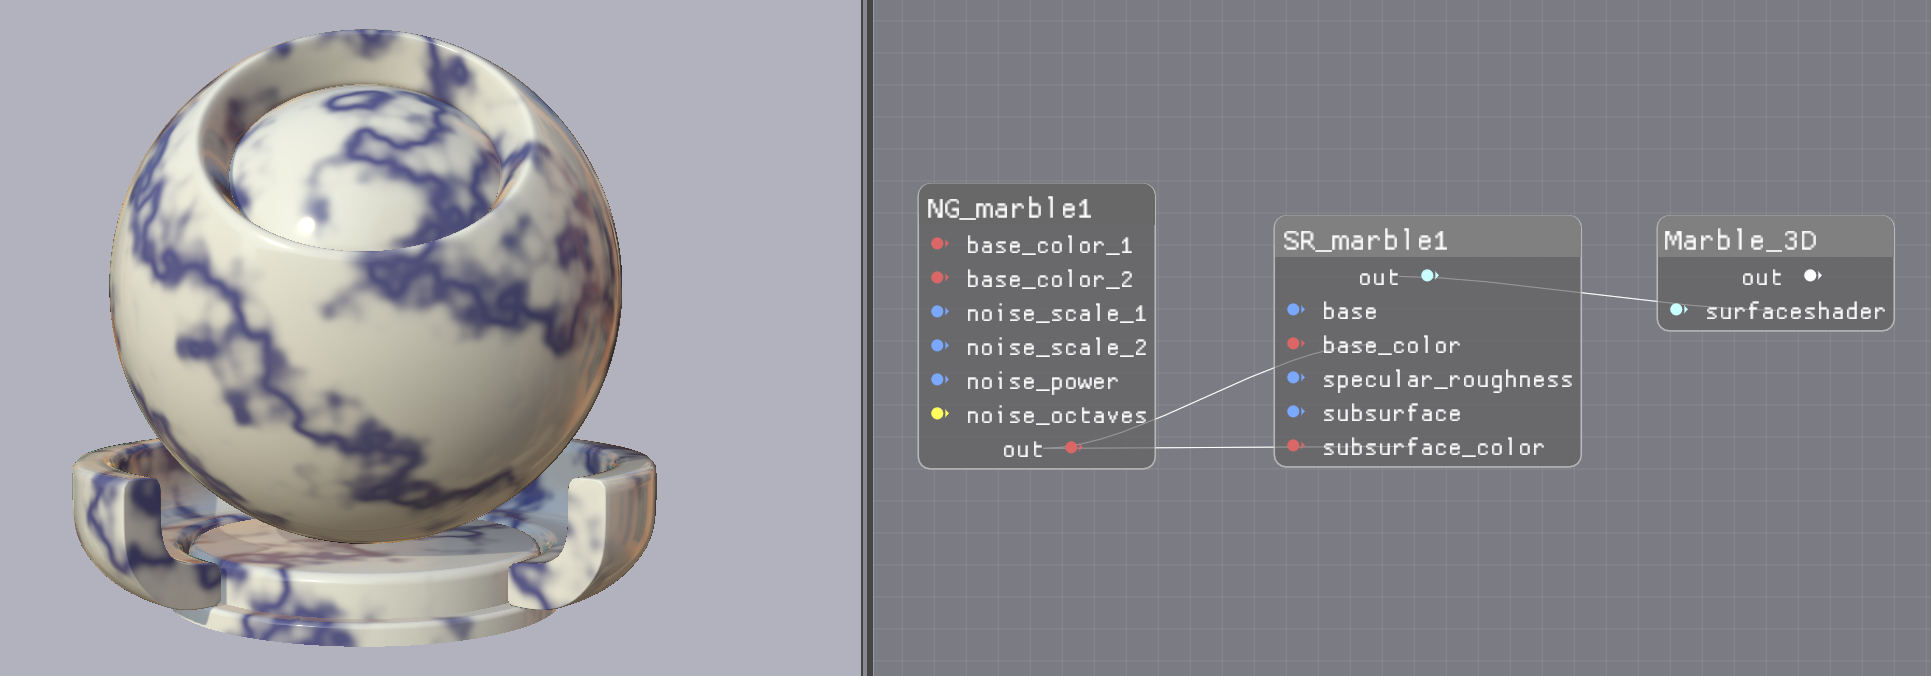 NG_marble1
base_color_1
base_color_2
noise_scale_1
noise_scale_2
noise_power
noise_octaves
out
SR_marble1
out
base
base_color
specular_roughness
subsurface
subsurface_color
Marble_3D
out
surfaceshader